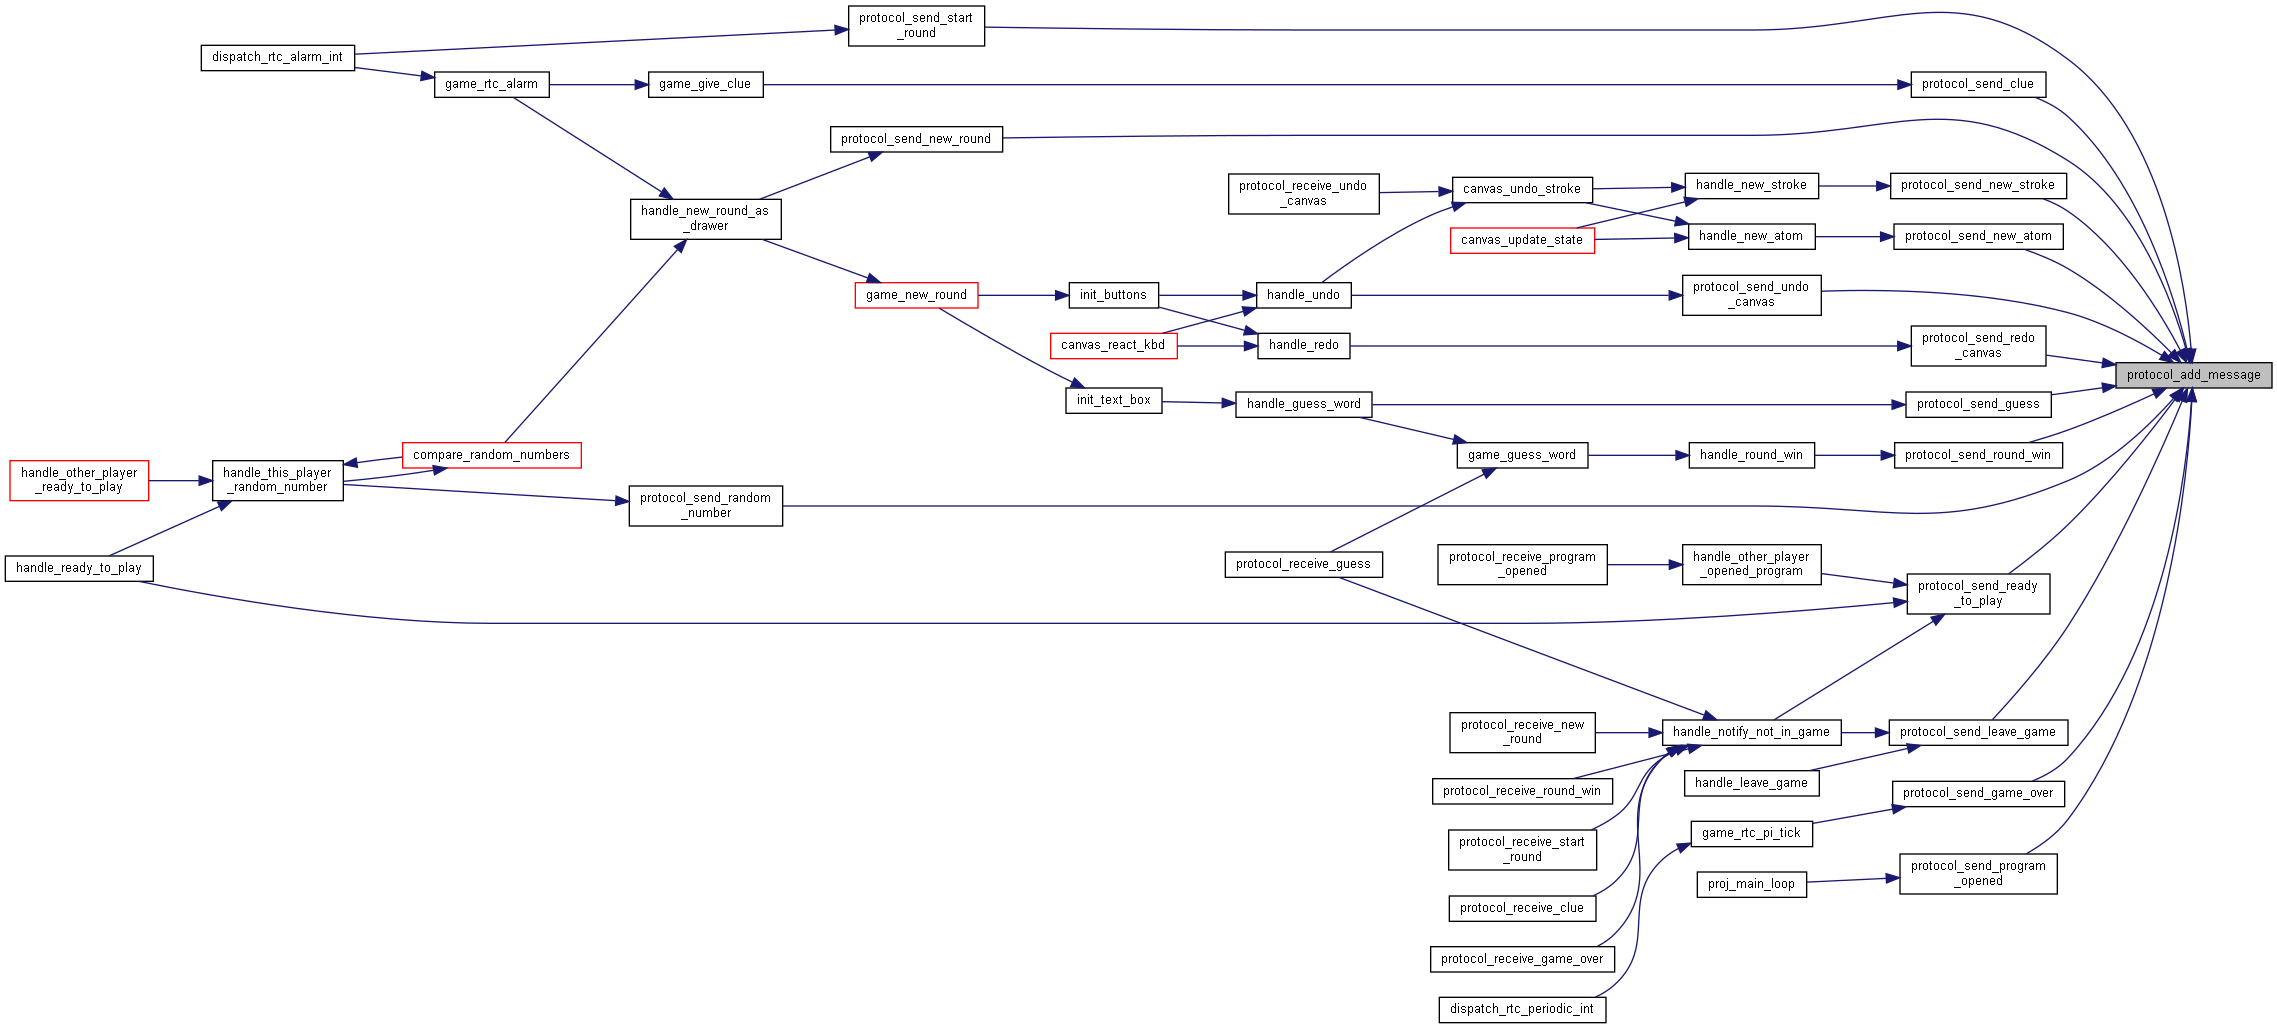 protocol_send_start
_round
dispatch_rtc_alarm_int
game_rtc_alarm
game_give_clue
protocol_send_clue
protocol_send_new_round
protocol_receive_undo
_canvas
canvas_undo_stroke
handle_new_stroke
protocol_send_new_stroke
handle_new_round_as
_drawer
canvas_update_state
handle_new_atom
protocol_send_new_atom
game_new_round
init_buttons
handle_undo
protocol_send_undo
_canvas
canvas_react_kbd
handle_redo
protocol_send_redo
_canvas
protocol_add_message
init_text_box
handle_guess_word
protocol_send_guess
compare_random_numbers
game_guess_word
handle_round_win
protocol_send_round_win
handle_other_player
_ready_to_play
handle_this_player
_random_number
protocol_send_random
_number
handle_ready_to_play
protocol_receive_guess
protocol_receive_program
_opened
handle_other_player
_opened_program
protocol_send_ready
_to_play
protocol_receive_new
_round
handle_notify_not_in_game
protocol_send_leave_game
protocol_receive_round_win
handle_leave_game
protocol_send_game_over
protocol_receive_start
_round
game_rtc_pi_tick
proj_main_loop
protocol_send_program
_opened
protocol_receive_clue
protocol_receive_game_over
dispatch_rtc_periodic_int